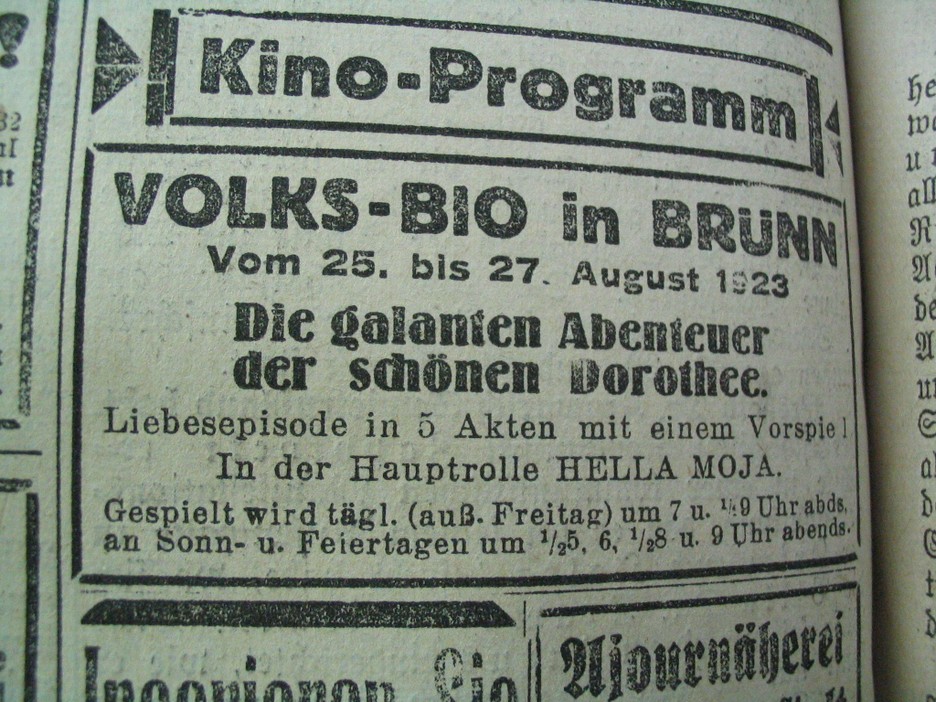 Kino-Programm
VOLKS-BIO in BRÜNN
Vom 25. bis 27. August 1923
Die galanten Abenteuer
der schönen Dorothee.
Liebesepisode in 5 Akten mit einem Vorspiel
In der Hauptrolle HELLA MOJA.
Gespielt wird tägl. (auß. Freitag) um 7 u. ½9 Uhr abds.
an Sonn- u. Feiertagen um ½5, 6, ½8 u. 9 Uhr abends.
Ajournäherei